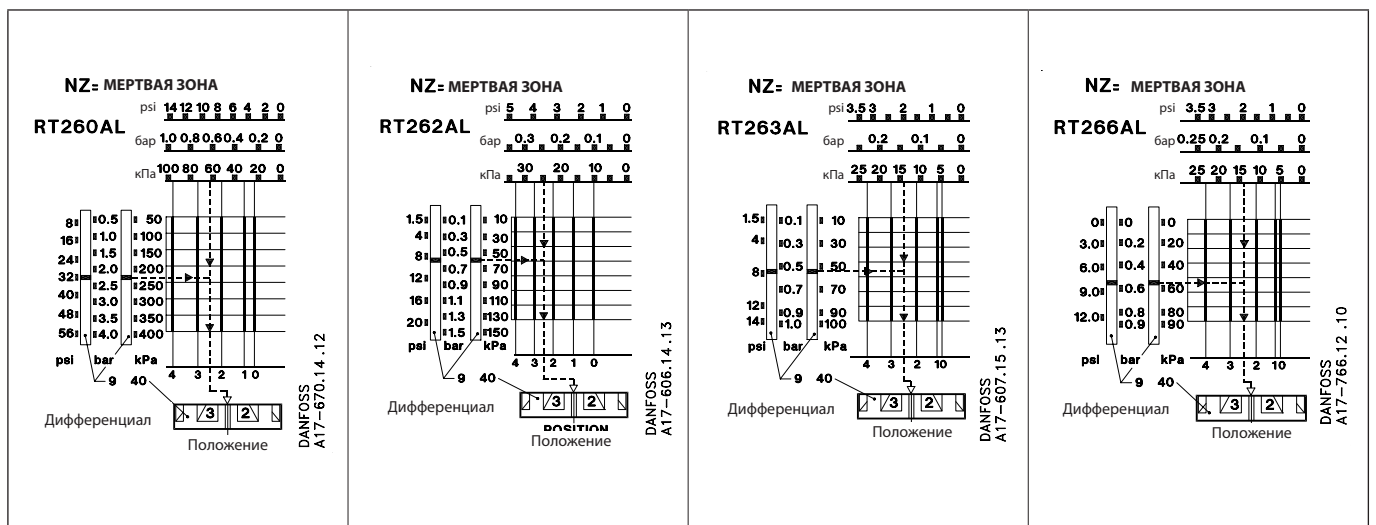 NZ= МЕРТВАЯ ЗОНА
psi 14 12 10 8 6 4 2 0
RT260AL
бар 1.0 0.8 0.6 0.4 0.2 0
кПа 100 80 60 40 20 0
8 0.5 50
16 1.0 100
24 1.5 150
32 2.0 200
2.5 250
40 3.0 300
48 3.5 350
56 4.0 400
psi bar kPa
4 3 2 1 0
9 40
3 2
Дифференциал
Положение
DANFOSS
A17-670.14.12
NZ= МЕРТВАЯ ЗОНА
psi 5 4 3 2 1 0
RT262AL
бар 0.3 0.2 0.1 0
кПа 30 20 10 0
1.5 0.1 10
4 0.3 30
8 0.5 50
0.7 70
12 0.9 90
16 1.1 110
20 1.3 130
1.5 150
psi bar kPa
4 3 2 1 0
9 40
3 2
Дифференциал
POSITION
Положение
DANFOSS
A17-606.14.13
NZ= МЕРТВАЯ ЗОНА
psi 3.5 3 2 1 0
RT263AL
бар 0.2 0.1 0
кПа 25 20 15 10 5 0
1.5 0.1 10
4 0.3 30
8 0.5 50
0.7 70
12 0.9 90
14 1.0 100
psi bar kPa
4 3 2 1 0
9 40
3 2
Дифференциал
Положение
DANFOSS
A17-607.15.13
NZ= МЕРТВАЯ ЗОНА
psi 3.5 3 2 1 0
RT266AL
бар 0.25 0.2 0.1 0
кПа 25 20 15 10 5 0
0 0 0
3.0 0.2 20
6.0 0.4 40
9.0 0.6 60
12.0 0.8 80
0.9 90
psi bar kPa
4 3 2 1 0
9 40
3 2
Дифференциал
Положение
DANFOSS
A17-766.12.10